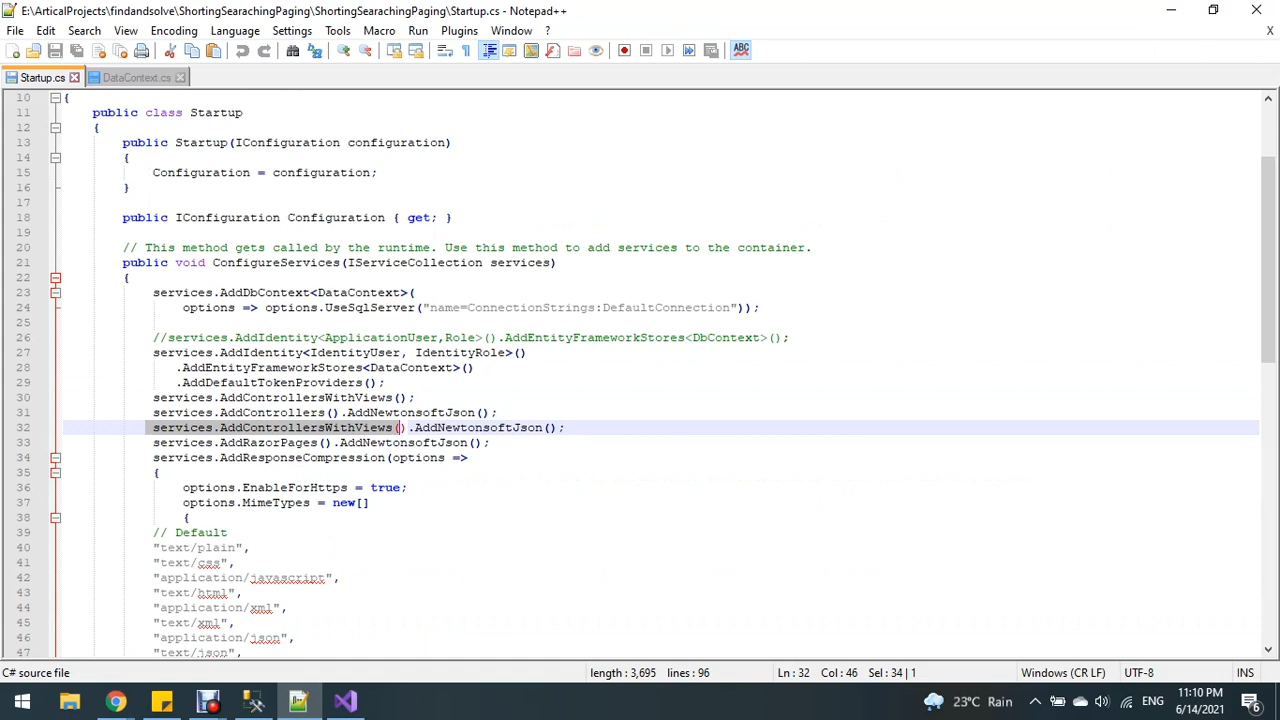 E:\ArticalProjects\findandsolve\ShortingSearachingPaging\ShortingSearachingPaging\Startup.cs - Notepad++
File Edit Search View Encoding Language Settings Tools Macro Run Plugins Window ? X
ABC
Startup.cs DataContext.cs
10 {
11 public class Startup
12 {
13 public Startup(IConfiguration configuration)
14 {
15 Configuration = configuration;
16 }
17
18 public IConfiguration Configuration { get; }
19
20 // This method gets called by the runtime. Use this method to add services to the container.
21 public void ConfigureServices(IServiceCollection services)
22 {
23 services.AddDbContext<DataContext>(
24 options => options.UseSqlServer("name=ConnectionStrings:DefaultConnection"));
25
26 //services.AddIdentity<ApplicationUser,Role>().AddEntityFrameworkStores<DbContext>();
27 services.AddIdentity<IdentityUser, IdentityRole>()
28 .AddEntityFrameworkStores<DataContext>()
29 .AddDefaultTokenProviders();
30 services.AddControllersWithViews();
31 services.AddControllers().AddNewtonsoftJson();
32 services.AddControllersWithViews().AddNewtonsoftJson();
33 services.AddRazorPages().AddNewtonsoftJson();
34 services.AddResponseCompression(options =>
35 {
36 options.EnableForHttps = true;
37 options.MimeTypes = new[]
38 {
39 // Default
40 "text/plain",
41 "text/css",
42 "application/javascript",
43 "text/html",
44 "application/xml",
45 "text/xml",
46 "application/json",
47 "text/json",
C# source file length : 3,695 lines : 96 Ln : 32 Col : 46 Sel : 34 | 1 Windows (CR LF) UTF-8 INS
23°C Rain ENG 11:10 PM 6/14/2021 6